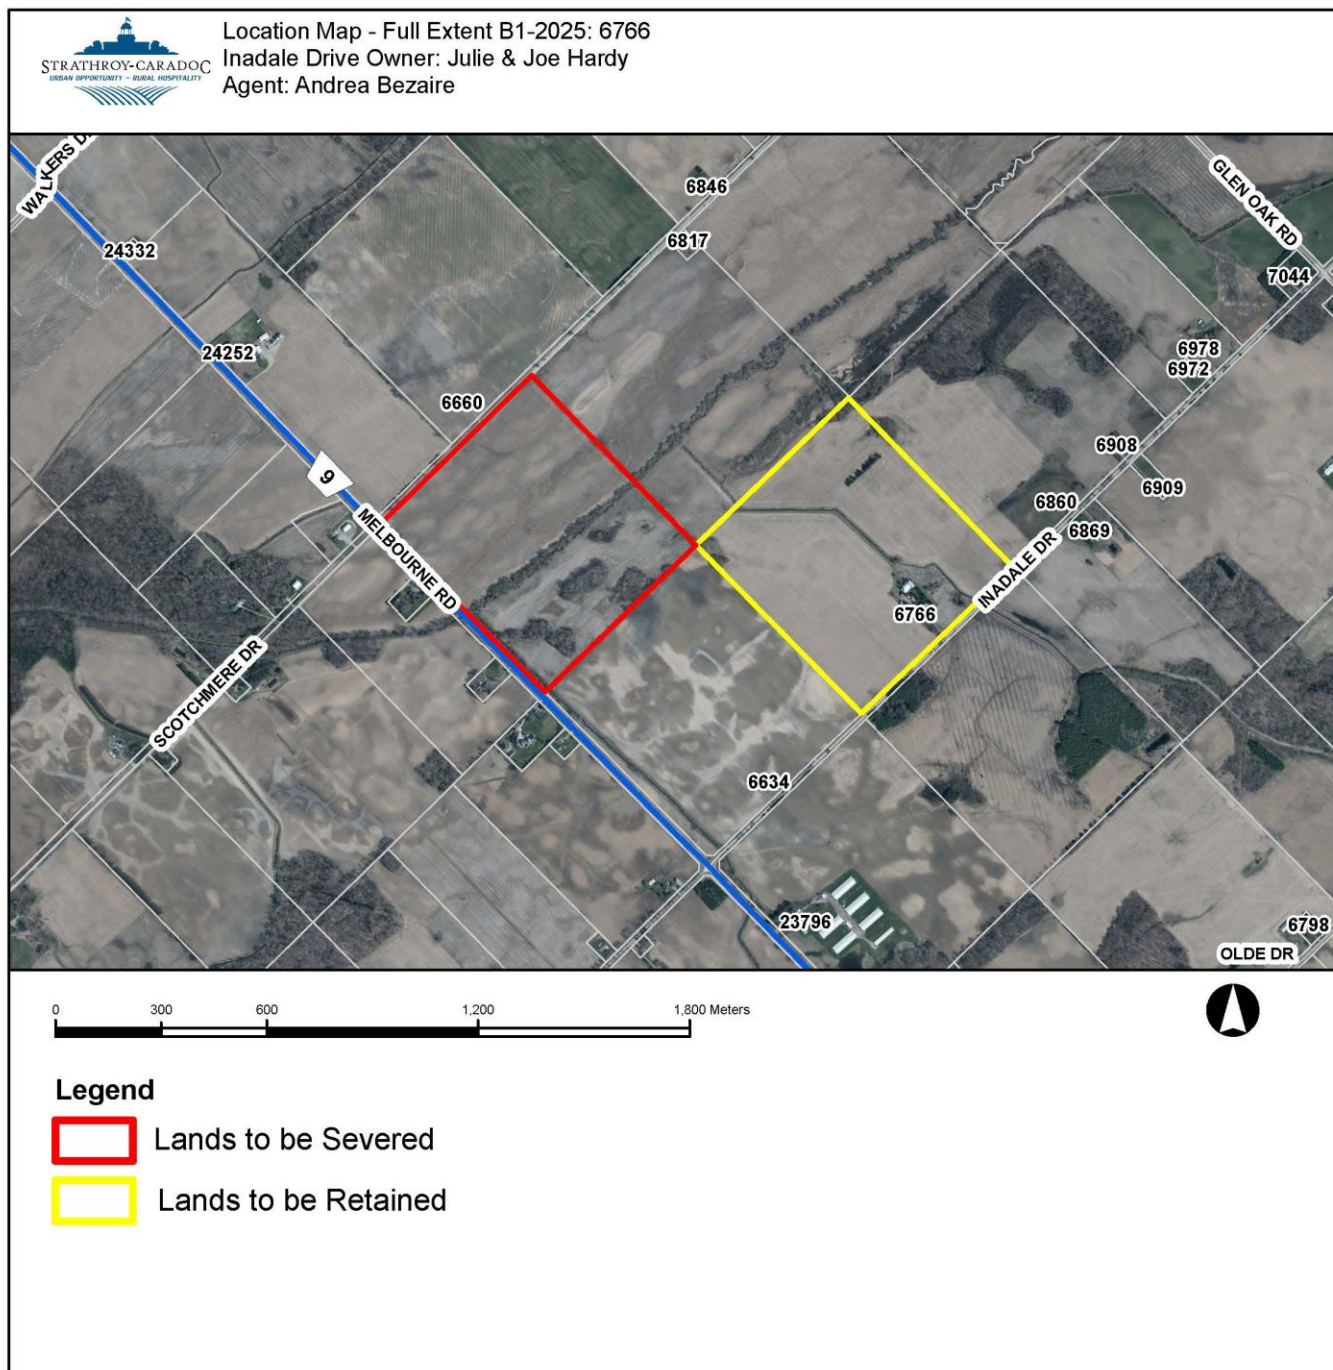 STRATHROY-CARADOC
URBAN OPPORTUNITY - RURAL HOSPITALITY
Location Map - Full Extent B1-2025: 6766
Inadale Drive Owner: Julie & Joe Hardy
Agent: Andrea Bezaire
WALKERS DR
24332
24252
6846
6817
GLEN OAK RD
7044
6978
6972
6660
9
MELBOURNE RD
6908
6909
6860
6869
INADALE DR
6766
SCOTCHMERE DR
6634
23796
6798
OLDE DR
0 300 600 1,200 1,800 Meters
Legend
Lands to be Severed
Lands to be Retained